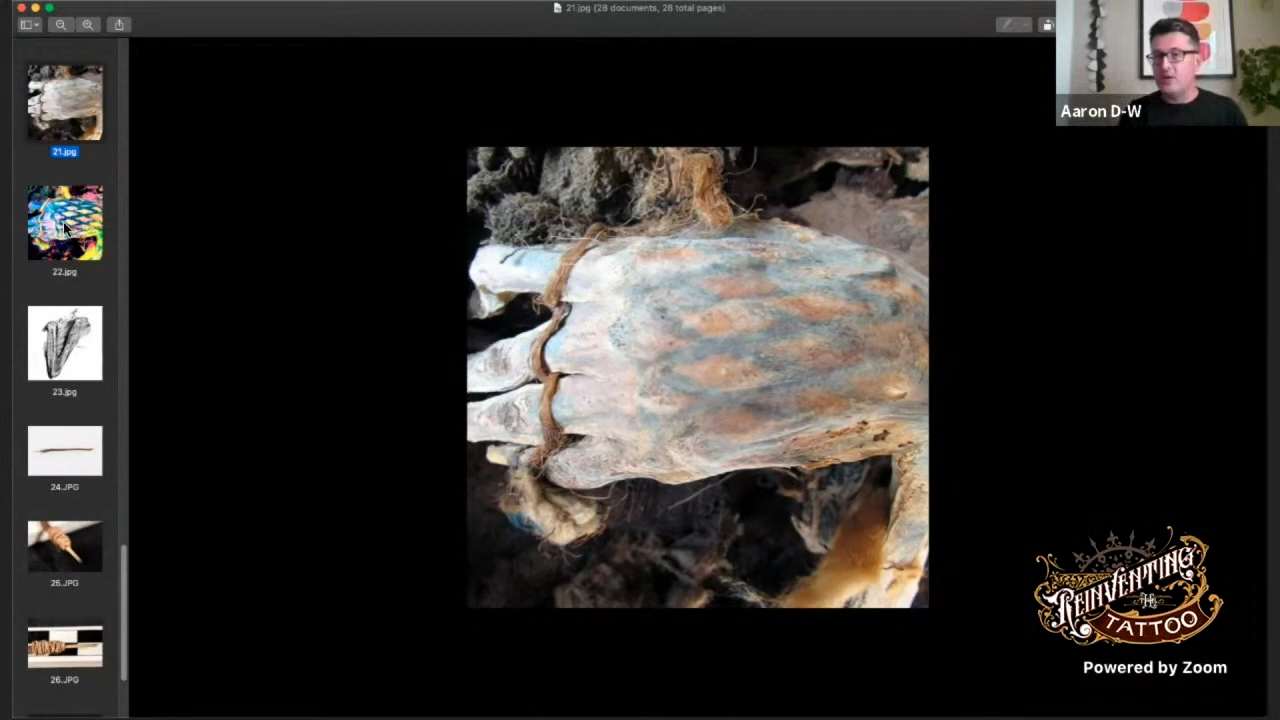 21.jpg (28 documents, 28 total pages)
Aaron D-W
21.jpg
22.jpg
23.jpg
24.JPG
25.JPG
26.JPG
REINVENTING
THE
TATTOO
Powered by Zoom